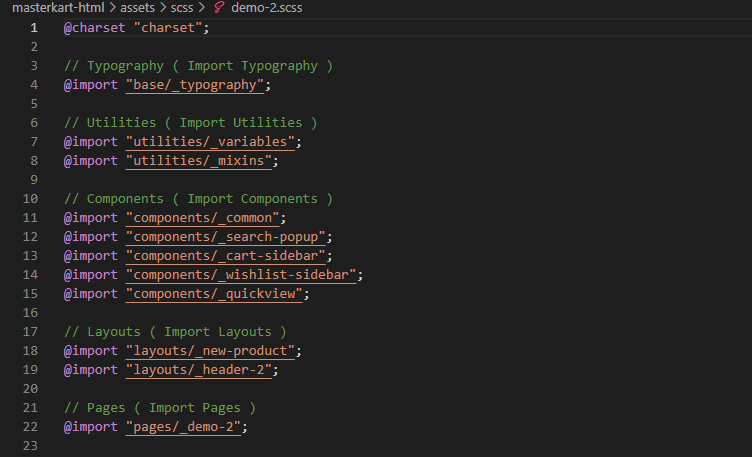 masterkart-html > assets > scss > demo-2.scss
1 @charset "charset";
2
3 // Typography ( Import Typography )
4 @import "base/_typography";
5
6 // Utilities ( Import Utilities )
7 @import "utilities/_variables";
8 @import "utilities/_mixins";
9
10 // Components ( Import Components )
11 @import "components/_common";
12 @import "components/_search-popup";
13 @import "components/_cart-sidebar";
14 @import "components/_wishlist-sidebar";
15 @import "components/_quickview";
16
17 // Layouts ( Import Layouts )
18 @import "layouts/_new-product";
19 @import "layouts/_header-2";
20
21 // Pages ( Import Pages )
22 @import "pages/_demo-2";
23